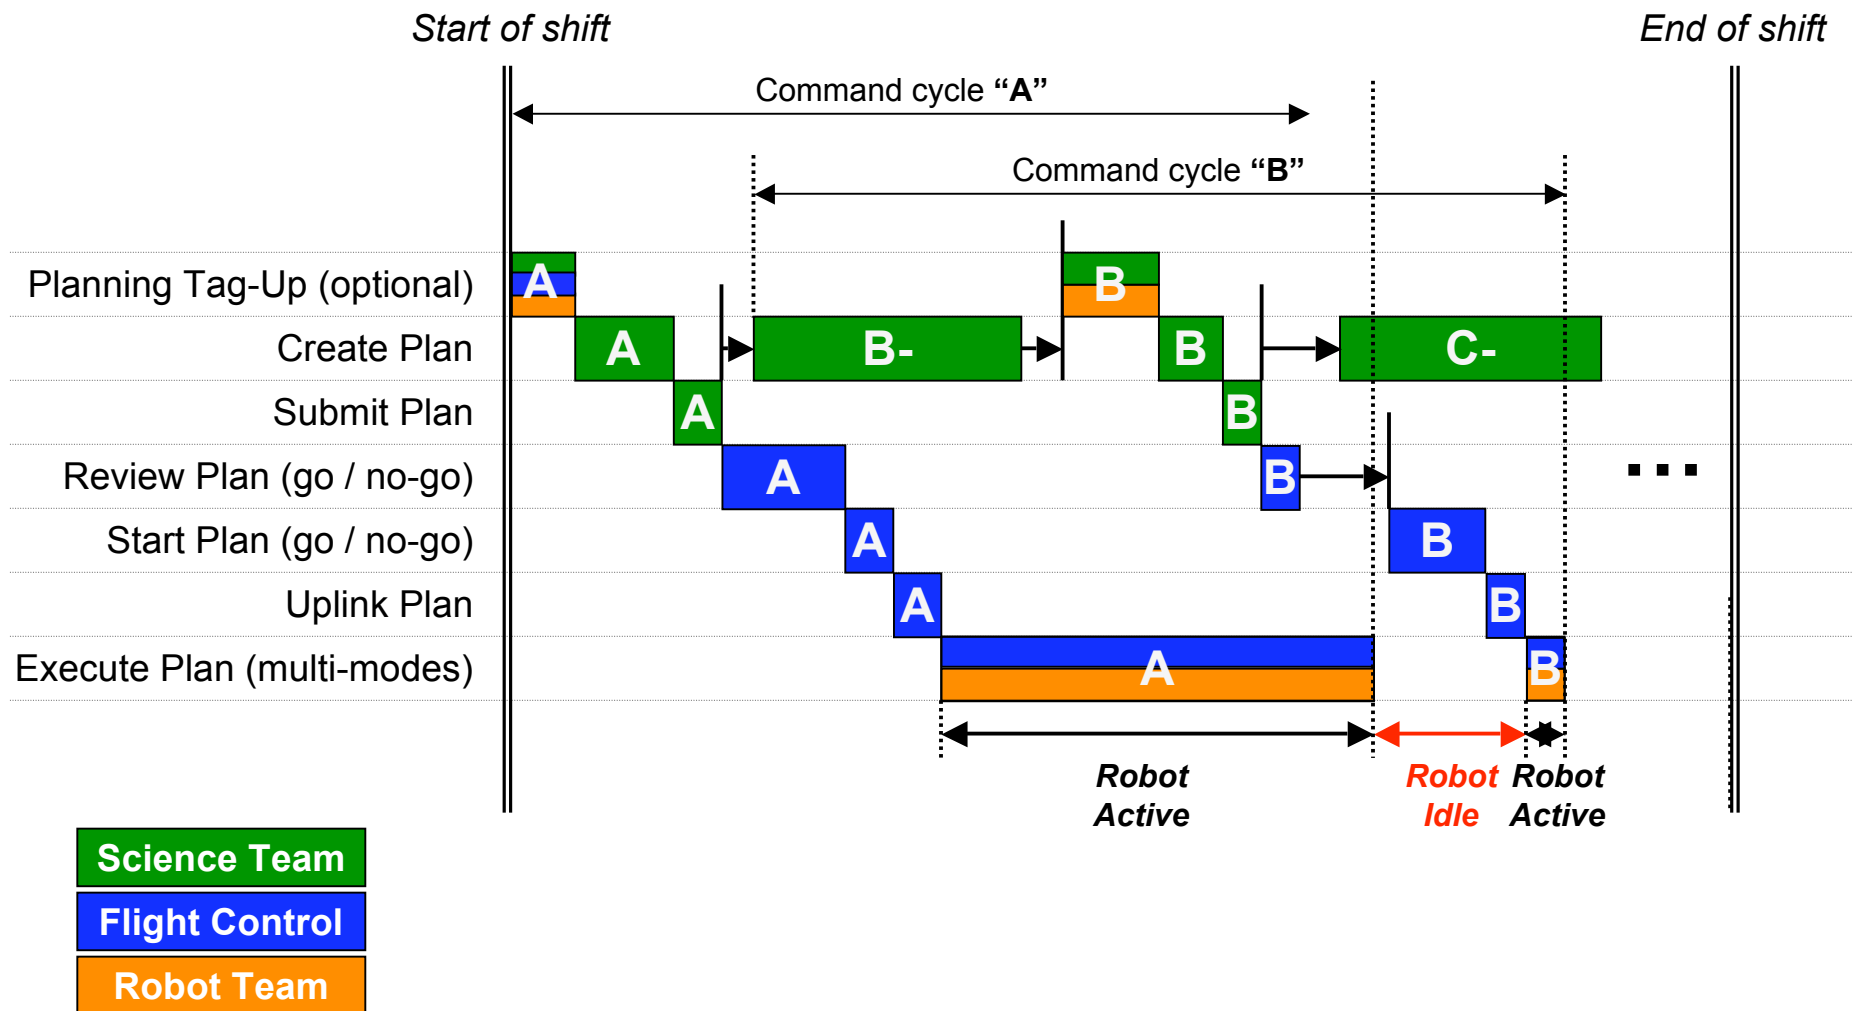 Start of shift
End of shift
Command cycle “A”
Command cycle “B”
Planning Tag-Up (optional)
A
B
Create Plan
A
B-
B
C-
Submit Plan
A
B
Review Plan (go / no-go)
A
B
...
Start Plan (go / no-go)
A
B
Uplink Plan
A
B
Execute Plan (multi-modes)
A
B
Robot
Active
Robot
Idle
Robot
Active
Science Team
Flight Control
Robot Team